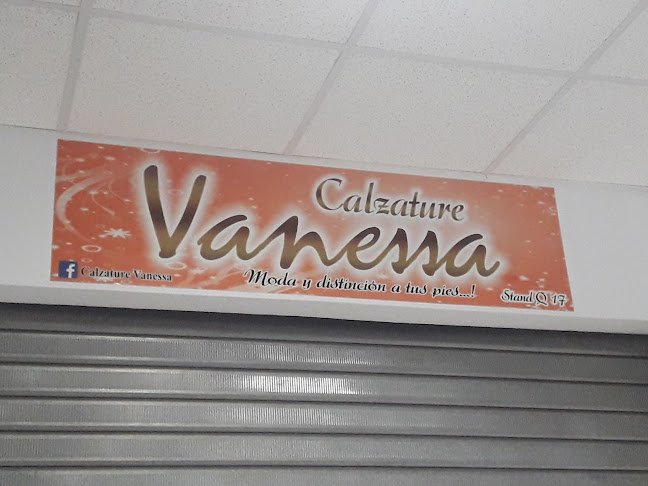 Calzature
Vanessa
Moda y distinción a tus pies...!
Calzature Vanessa
Stand Q 17